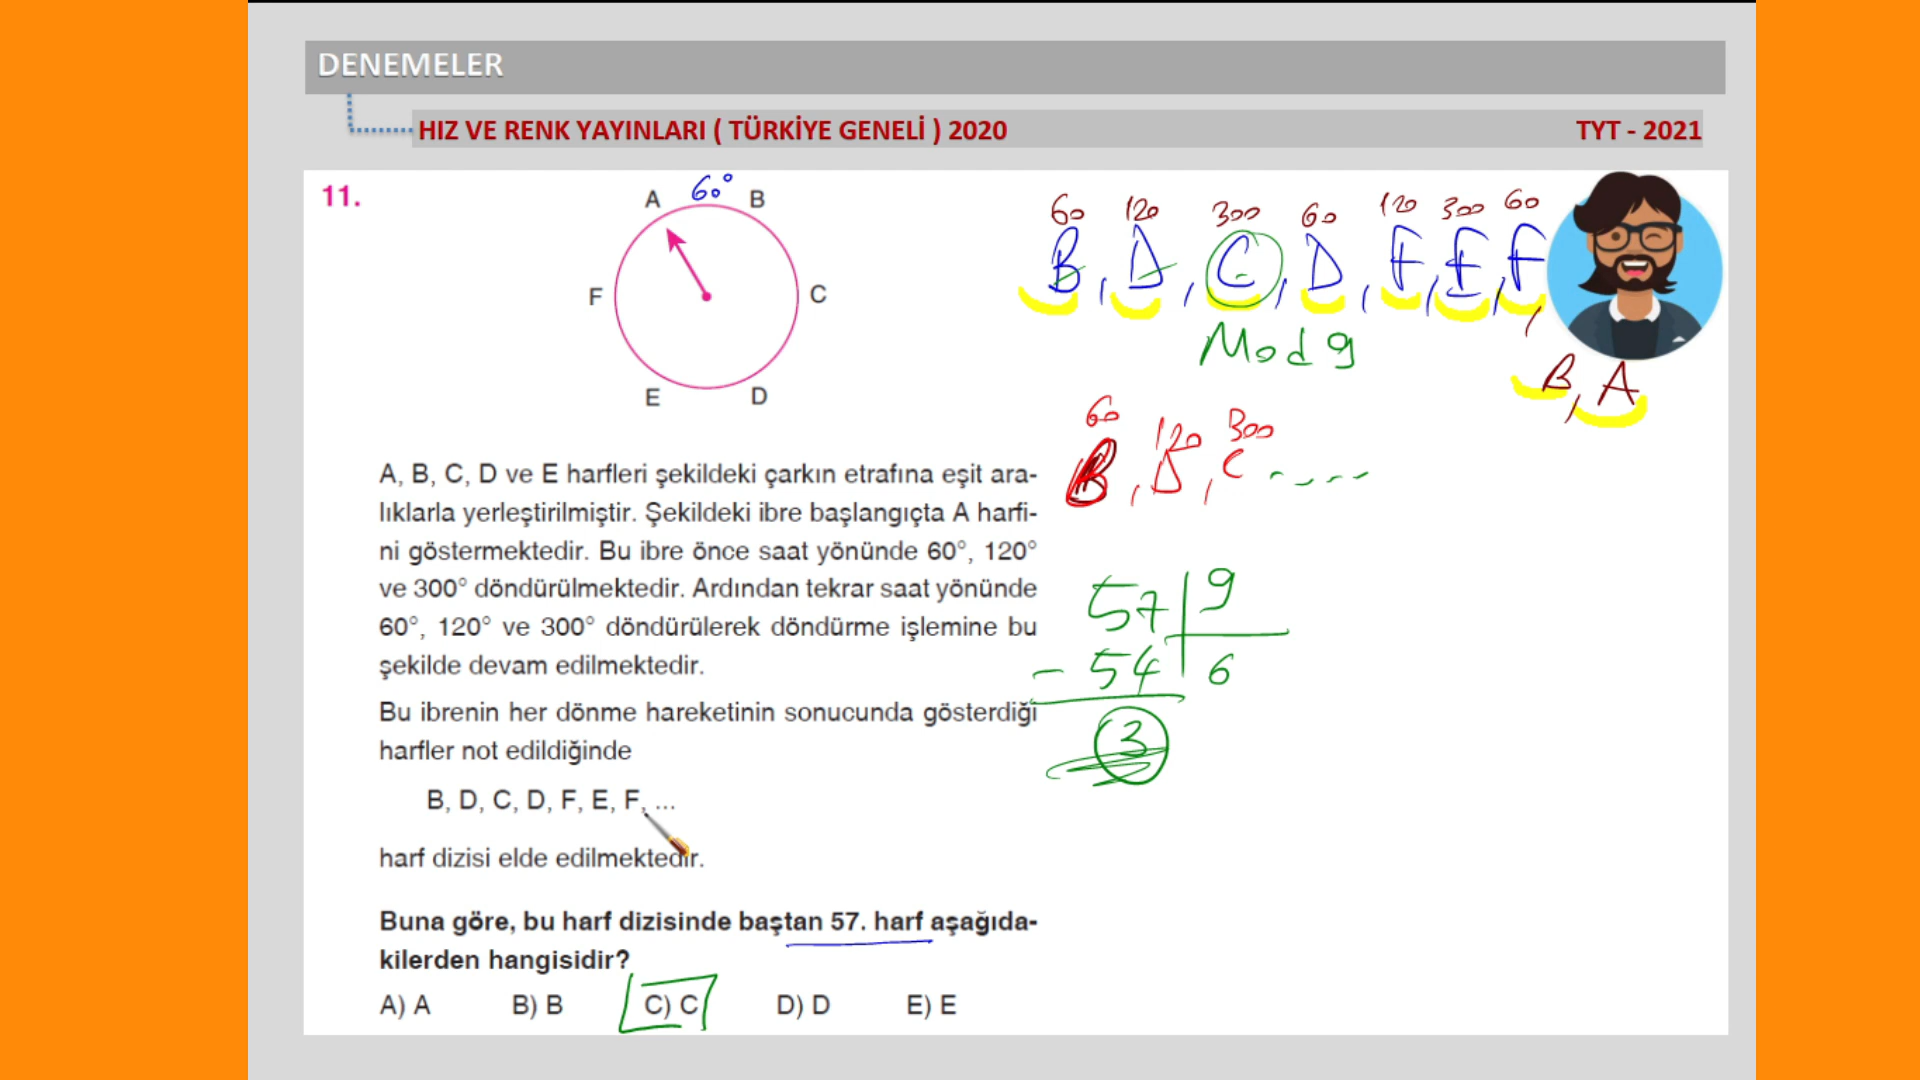 DENEMELER
HIZ VE RENK YAYINLARI ( TÜRKİYE GENELİ ) 2020
TYT - 2021
11.
A 60° B
F C
E D
60 120 300 60 120 300 60
B, D, C, D, F, E, F,
B, A
Mod 9
60 120 300
B, D, C ....
A, B, C, D ve E harfleri şekildeki çarkın etrafına eşit ara-
lıklarla yerleştirilmiştir. Şekildeki ibre başlangıçta A harfi-
ni göstermektedir. Bu ibre önce saat yönünde 60°, 120°
ve 300° döndürülmektedir. Ardından tekrar saat yönünde
60°, 120° ve 300° döndürülerek döndürme işlemine bu
şekilde devam edilmektedir.
Bu ibrenin her dönme hareketinin sonucunda gösterdiği
harfler not edildiğinde
B, D, C, D, F, E, F, ...
harf dizisi elde edilmektedir.
57 | 9
- 54 6
3
Buna göre, bu harf dizisinde baştan 57. harf aşağıda-
kilerden hangisidir?
A) A B) B C) C D) D E) E